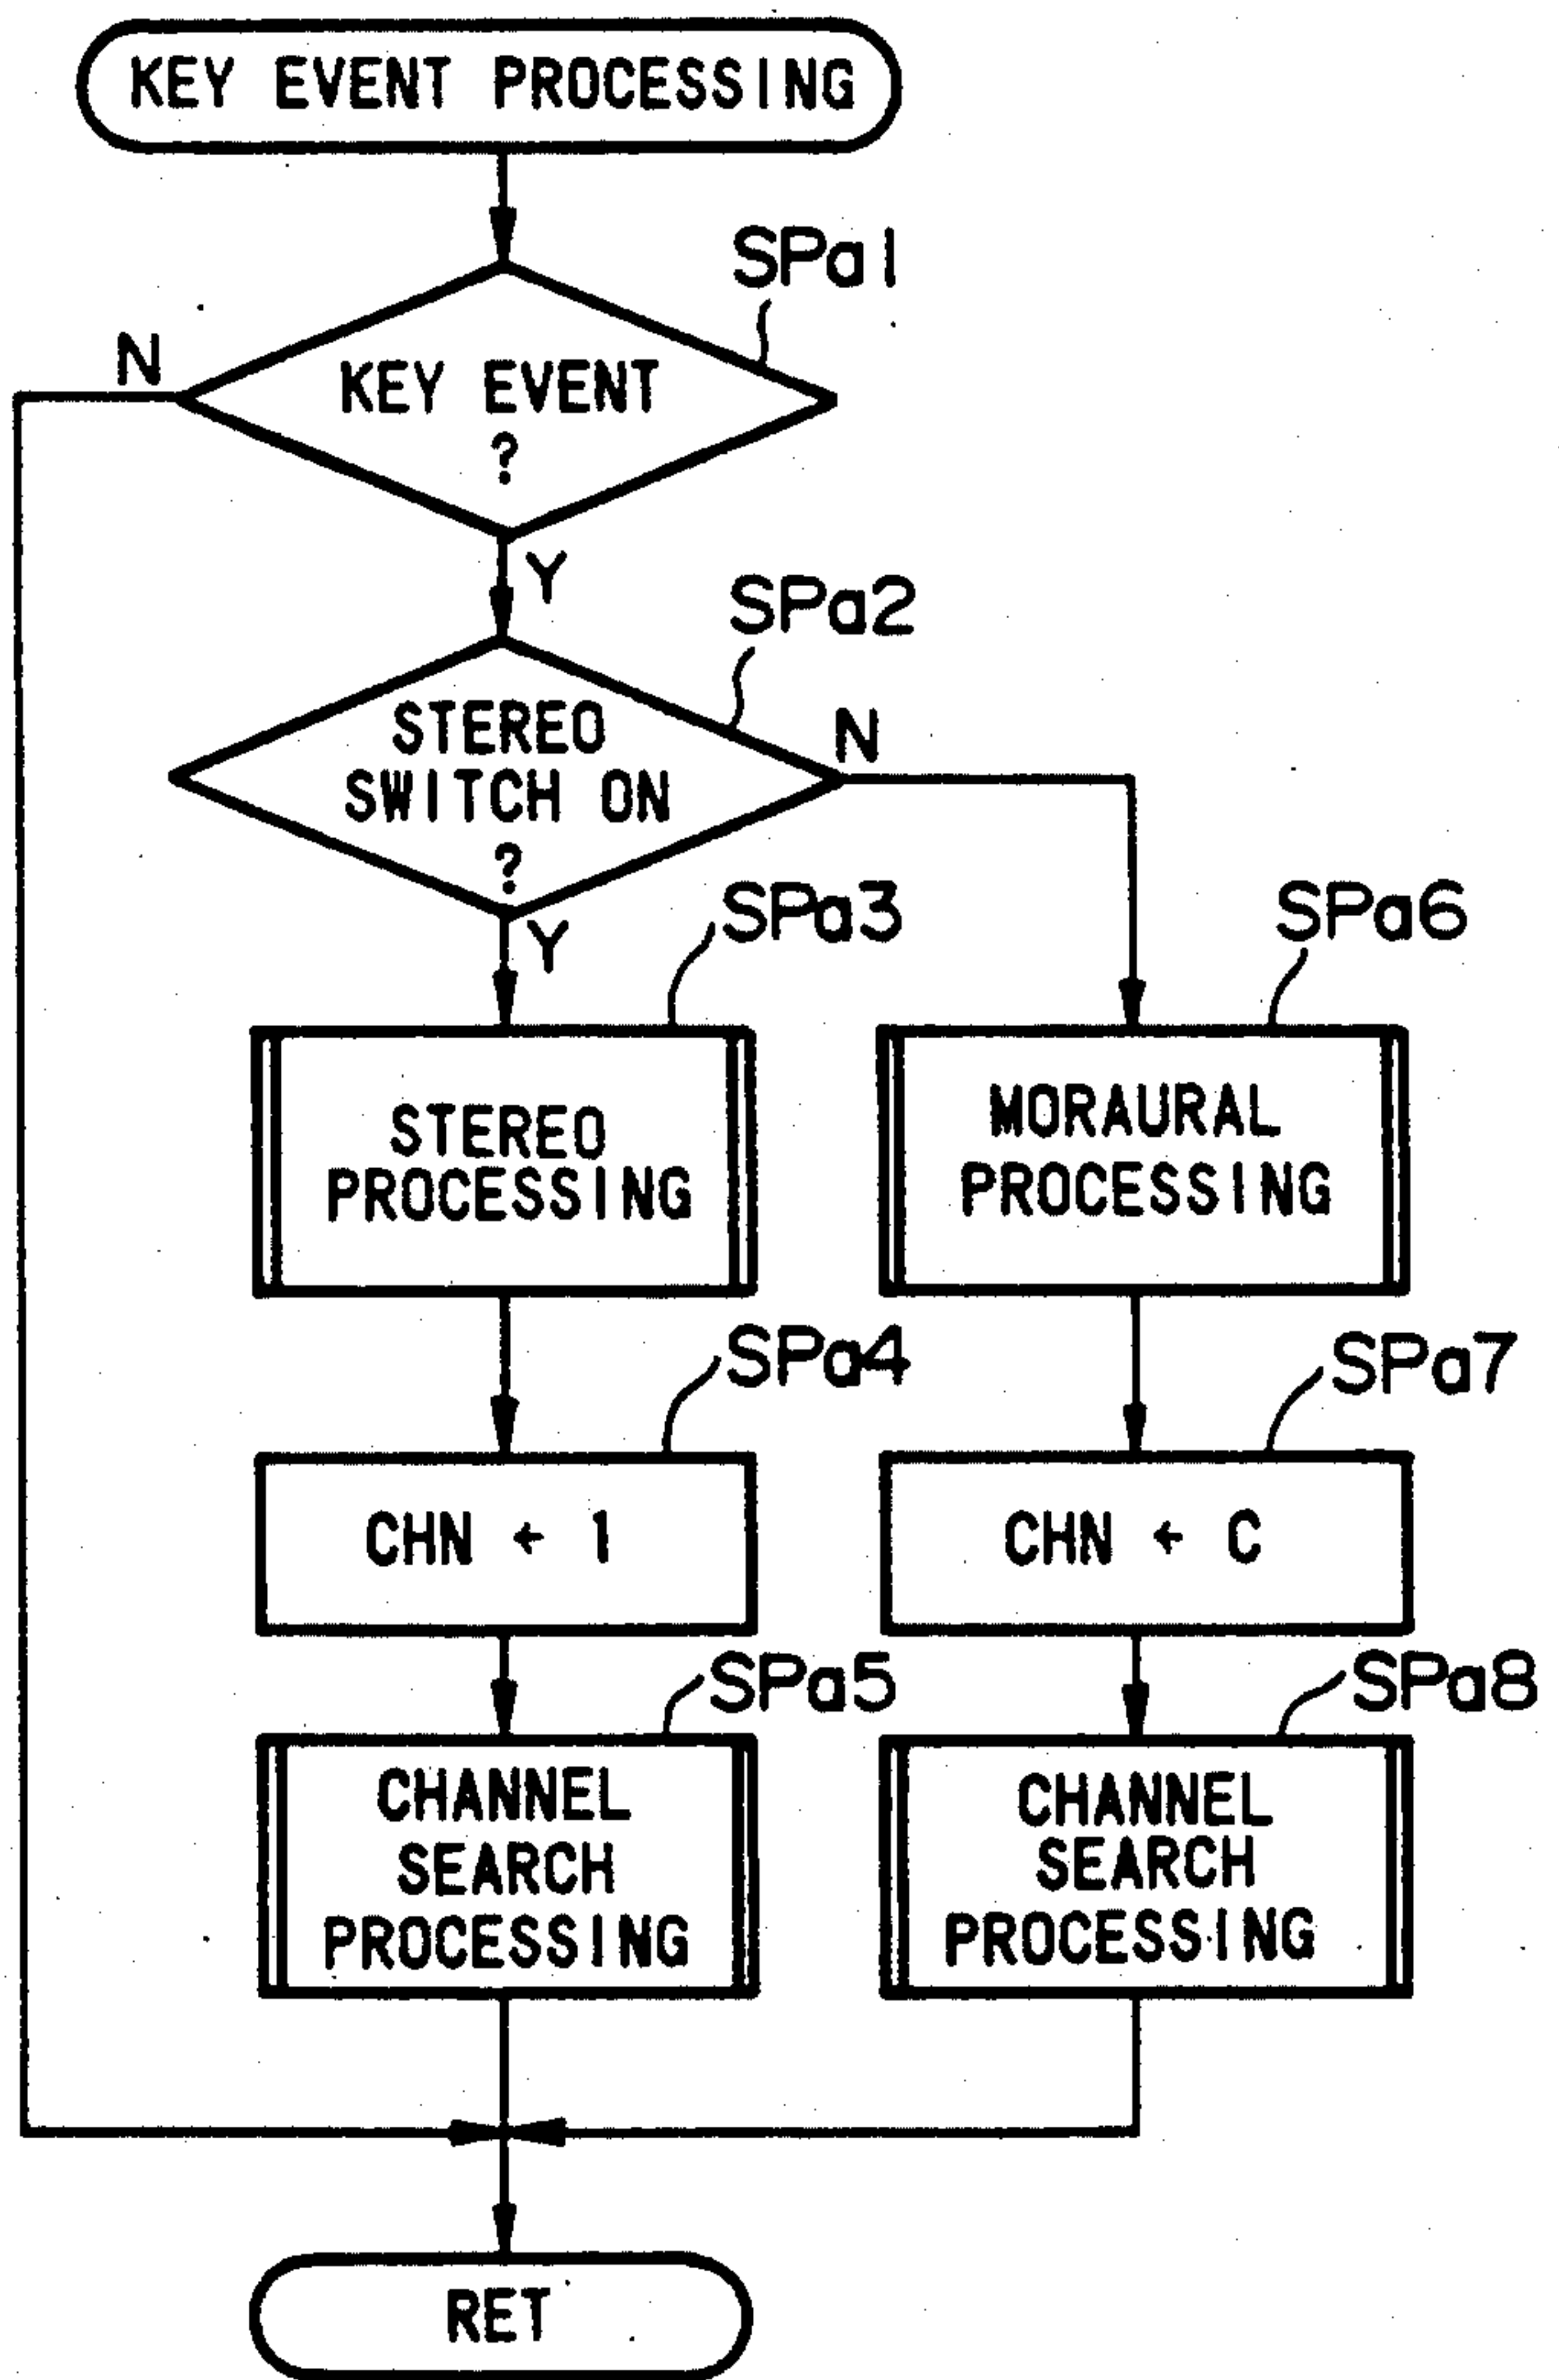 KEY EVENT PROCESSING
SPa1
N
KEY EVENT
?
Y
SPa2
STEREO
SWITCH ON
?
N
Y
SPa3
SPa6
STEREO
PROCESSING
MORAURAL
PROCESSING
SPa4
SPa7
CHN ← 1
CHN ← C
SPa5
SPa8
CHANNEL
SEARCH
PROCESSING
CHANNEL
SEARCH
PROCESSING
RET